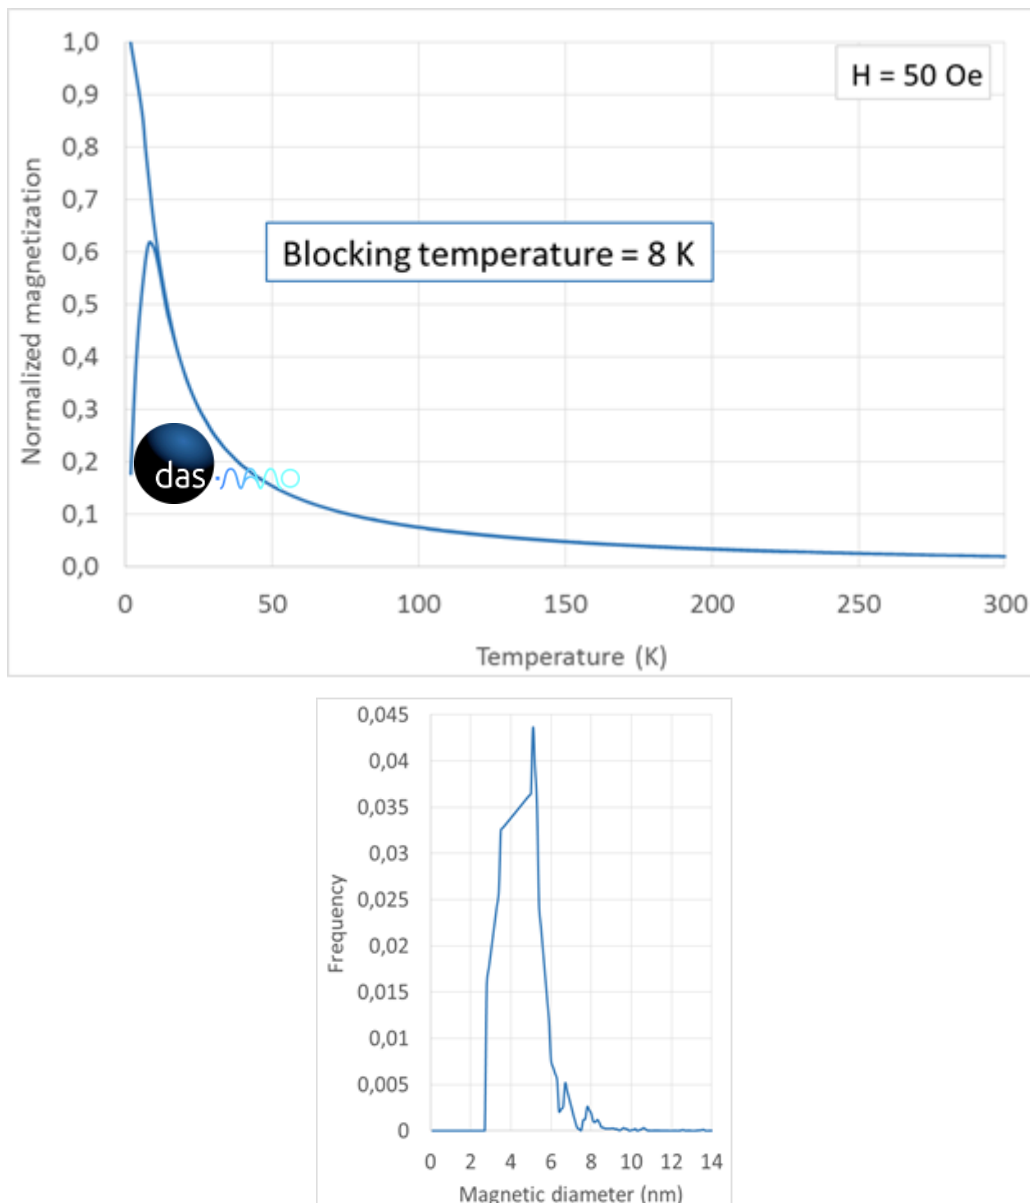 1,0
H = 50 Oe
0,9
0,8
0,7
0,6
Blocking temperature = 8 K
0,5
0,4
0,3
0,2
0,1
0,0
Normalized magnetization
das
0 50 100 150 200 250 300
Temperature (K)
0,045
0,04
0,035
0,03
0,025
0,02
0,015
0,01
0,005
0
Frequency
0 2 4 6 8 10 12 14
Magnetic diameter (nm)